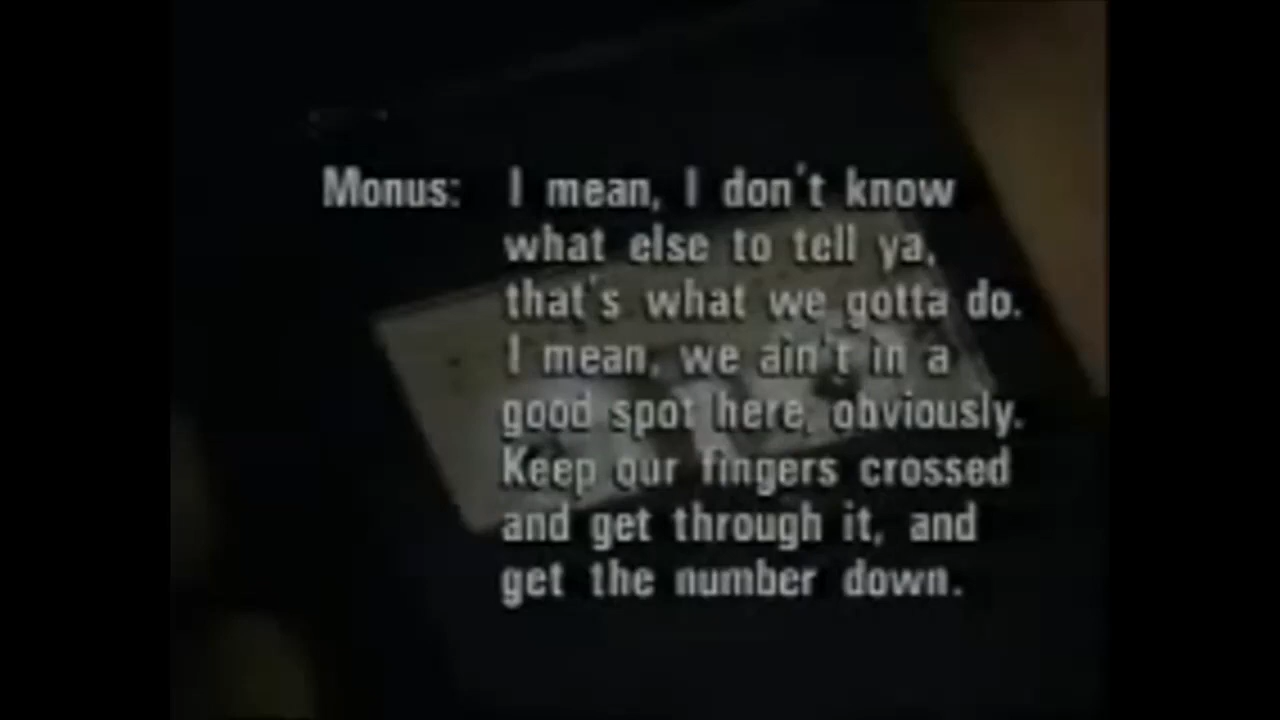 Monus: I mean, I don't know
what else to tell ya,
that's what we gotta do.
I mean, we ain't in a
good spot here, obviously.
Keep our fingers crossed
and get through it, and
get the number down.